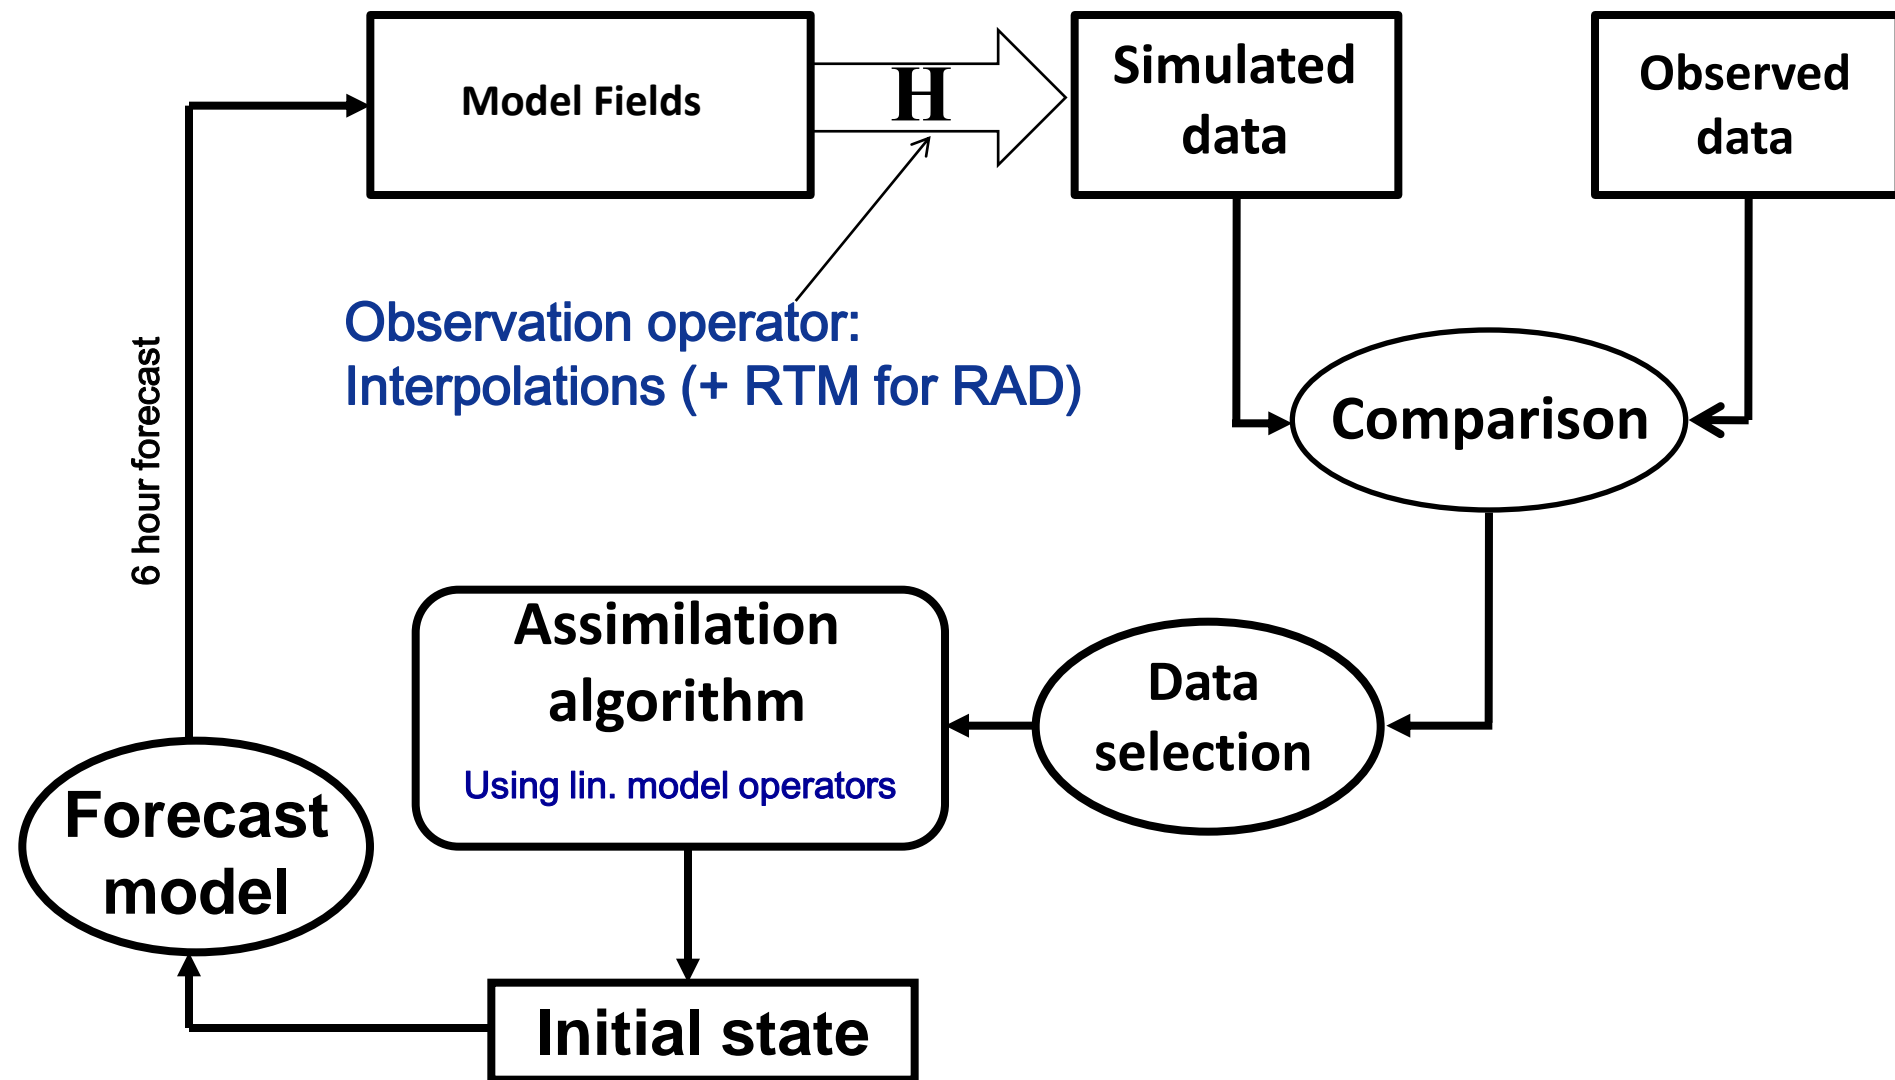 Model Fields
H
Simulated
data
Observed
data
Observation operator:
Interpolations (+ RTM for RAD)
6 hour forecast
Comparison
Assimilation
algorithm
Using lin. model operators
Data
selection
Forecast
model
Initial state